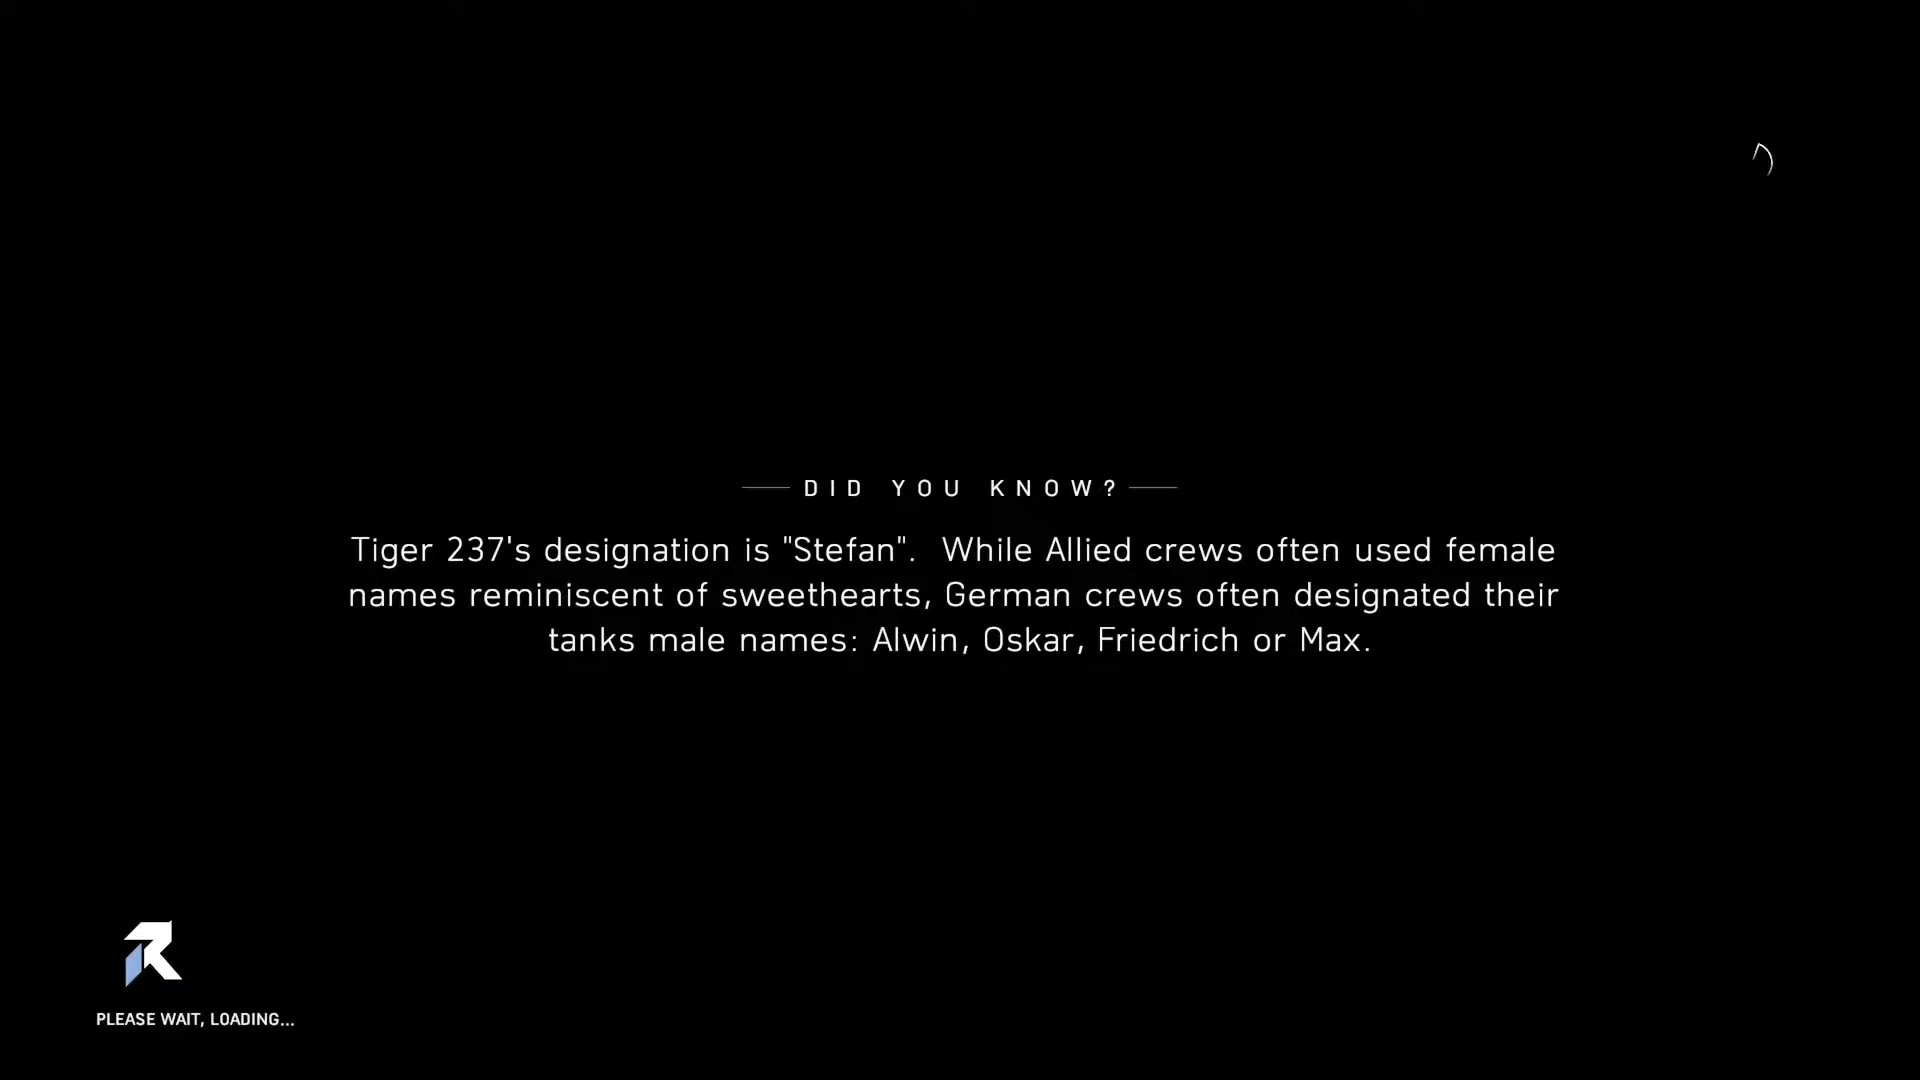 DID YOU KNOW?
Tiger 237's designation is "Stefan".  While Allied crews often used female
names reminiscent of sweethearts, German crews often designated their
tanks male names: Alwin, Oskar, Friedrich or Max.
PLEASE WAIT, LOADING...